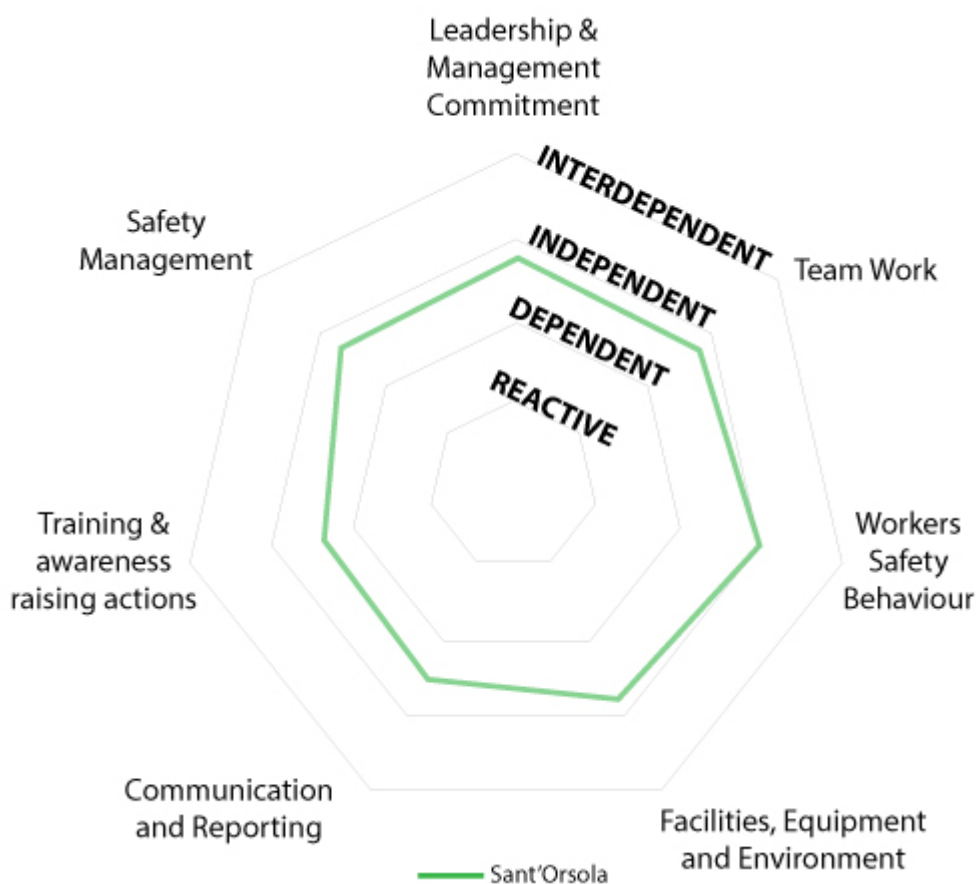 Leadership &
Management
Commitment
INTERDEPENDENT
Safety
Management
INDEPENDENT
Team Work
DEPENDENT
REACTIVE
Training &
awareness
raising actions
Workers
Safety
Behaviour
Communication
and Reporting
Facilities, Equipment
and Environment
Sant'Orsola